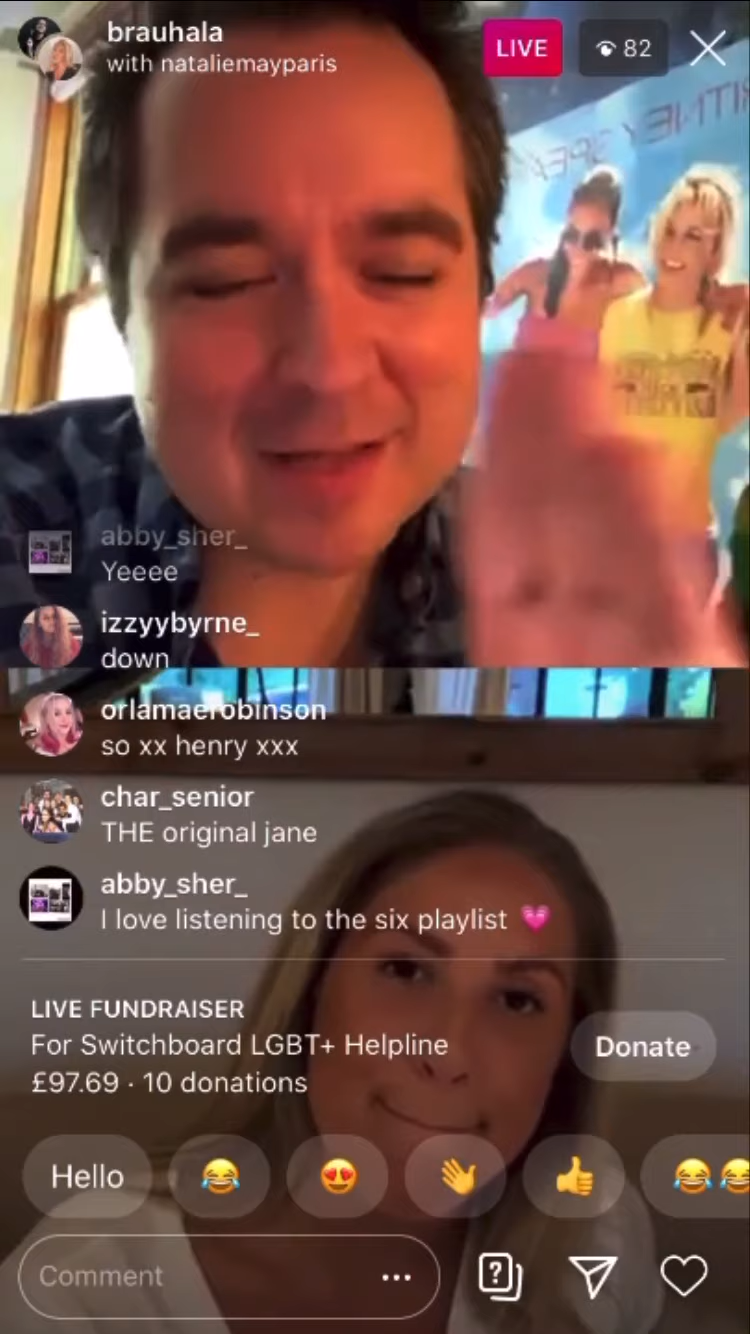 brauhala
with nataliemayparis
LIVE
82
abby_sher_
Yeeee
izzyybyrne_
down
orlamaerobinson
so xx henry xxx
char_senior
THE original jane
abby_sher_
I love listening to the six playlist 💗
LIVE FUNDRAISER
For Switchboard LGBT+ Helpline
£97.69 · 10 donations
Donate
Hello 😂 😍 👋 👍 😂😂
Comment